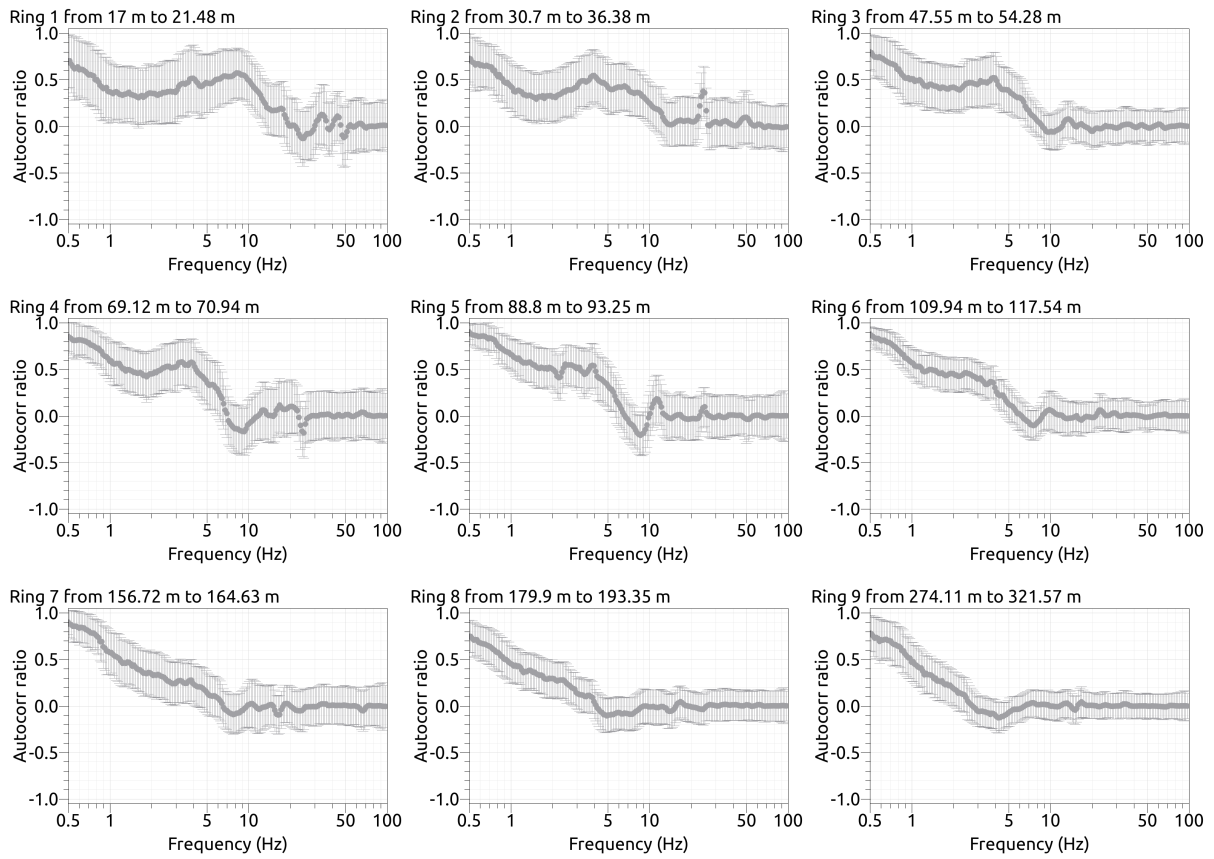 Ring 1 from 17 m to 21.48 m
Ring 2 from 30.7 m to 36.38 m
Ring 3 from 47.55 m to 54.28 m
1.0
0.5
0.0
-0.5
-1.0
Autocorr ratio
0.5 1 5 10 50 100
Frequency (Hz)
1.0
0.5
0.0
-0.5
-1.0
Autocorr ratio
0.5 1 5 10 50 100
Frequency (Hz)
1.0
0.5
0.0
-0.5
-1.0
Autocorr ratio
0.5 1 5 10 50 100
Frequency (Hz)
Ring 4 from 69.12 m to 70.94 m
Ring 5 from 88.8 m to 93.25 m
Ring 6 from 109.94 m to 117.54 m
1.0
0.5
0.0
-0.5
-1.0
Autocorr ratio
0.5 1 5 10 50 100
Frequency (Hz)
1.0
0.5
0.0
-0.5
-1.0
Autocorr ratio
0.5 1 5 10 50 100
Frequency (Hz)
1.0
0.5
0.0
-0.5
-1.0
Autocorr ratio
0.5 1 5 10 50 100
Frequency (Hz)
Ring 7 from 156.72 m to 164.63 m
Ring 8 from 179.9 m to 193.35 m
Ring 9 from 274.11 m to 321.57 m
1.0
0.5
0.0
-0.5
-1.0
Autocorr ratio
0.5 1 5 10 50 100
Frequency (Hz)
1.0
0.5
0.0
-0.5
-1.0
Autocorr ratio
0.5 1 5 10 50 100
Frequency (Hz)
1.0
0.5
0.0
-0.5
-1.0
Autocorr ratio
0.5 1 5 10 50 100
Frequency (Hz)